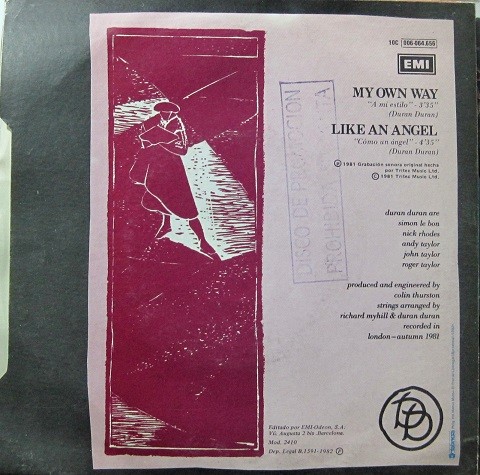 10C 006-064.656
EMI
MY OWN WAY
"A mi estilo" - 3'35"
(Duran Duran)
LIKE AN ANGEL
"Como un angel" - 4'35"
(Duran Duran)
Ⓟ 1981 Grabación sonora original hecha
por Tritec Music Ltd.
© 1981 Tritec Music Ltd.
DISCO DE PROMOCION
PROHIBIDA
duran duran are
simon le bon
nick rhodes
andy taylor
john taylor
roger taylor
produced and engineered by
colin thurston
strings arranged by
richard myhill & duran duran
recorded in
london-autumn 1981
Editado por EMI-Odeon, S.A.
Vÿ Augusta 2 bis. Barcelona.
Mod. 2410
Dep. Legal B.1591-1982 Ⓟ
DD